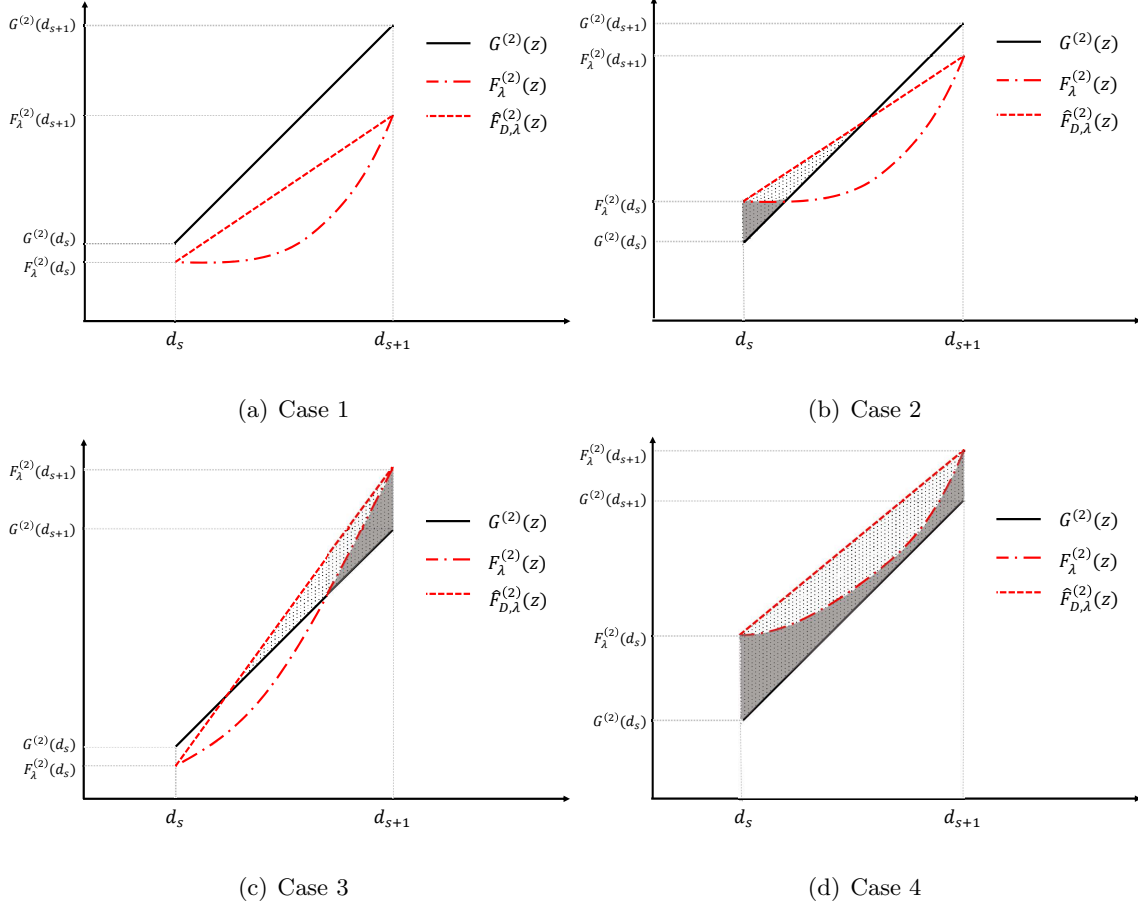 G^{(2)}(d_{s+1})
F_λ^{(2)}(d_{s+1})
G^{(2)}(d_s)
F_λ^{(2)}(d_s)
d_s
d_{s+1}
G^{(2)}(z)
F_λ^{(2)}(z)
F̂_{D,λ}^{(2)}(z)
(a) Case 1
G^{(2)}(d_{s+1})
F_λ^{(2)}(d_{s+1})
F_λ^{(2)}(d_s)
G^{(2)}(d_s)
d_s
d_{s+1}
G^{(2)}(z)
F_λ^{(2)}(z)
F̂_{D,λ}^{(2)}(z)
(b) Case 2
F_λ^{(2)}(d_{s+1})
G^{(2)}(d_{s+1})
G^{(2)}(d_s)
F_λ^{(2)}(d_s)
d_s
d_{s+1}
G^{(2)}(z)
F_λ^{(2)}(z)
F̂_{D,λ}^{(2)}(z)
(c) Case 3
F_λ^{(2)}(d_{s+1})
G^{(2)}(d_{s+1})
F_λ^{(2)}(d_s)
G^{(2)}(d_s)
d_s
d_{s+1}
G^{(2)}(z)
F_λ^{(2)}(z)
F̂_{D,λ}^{(2)}(z)
(d) Case 4